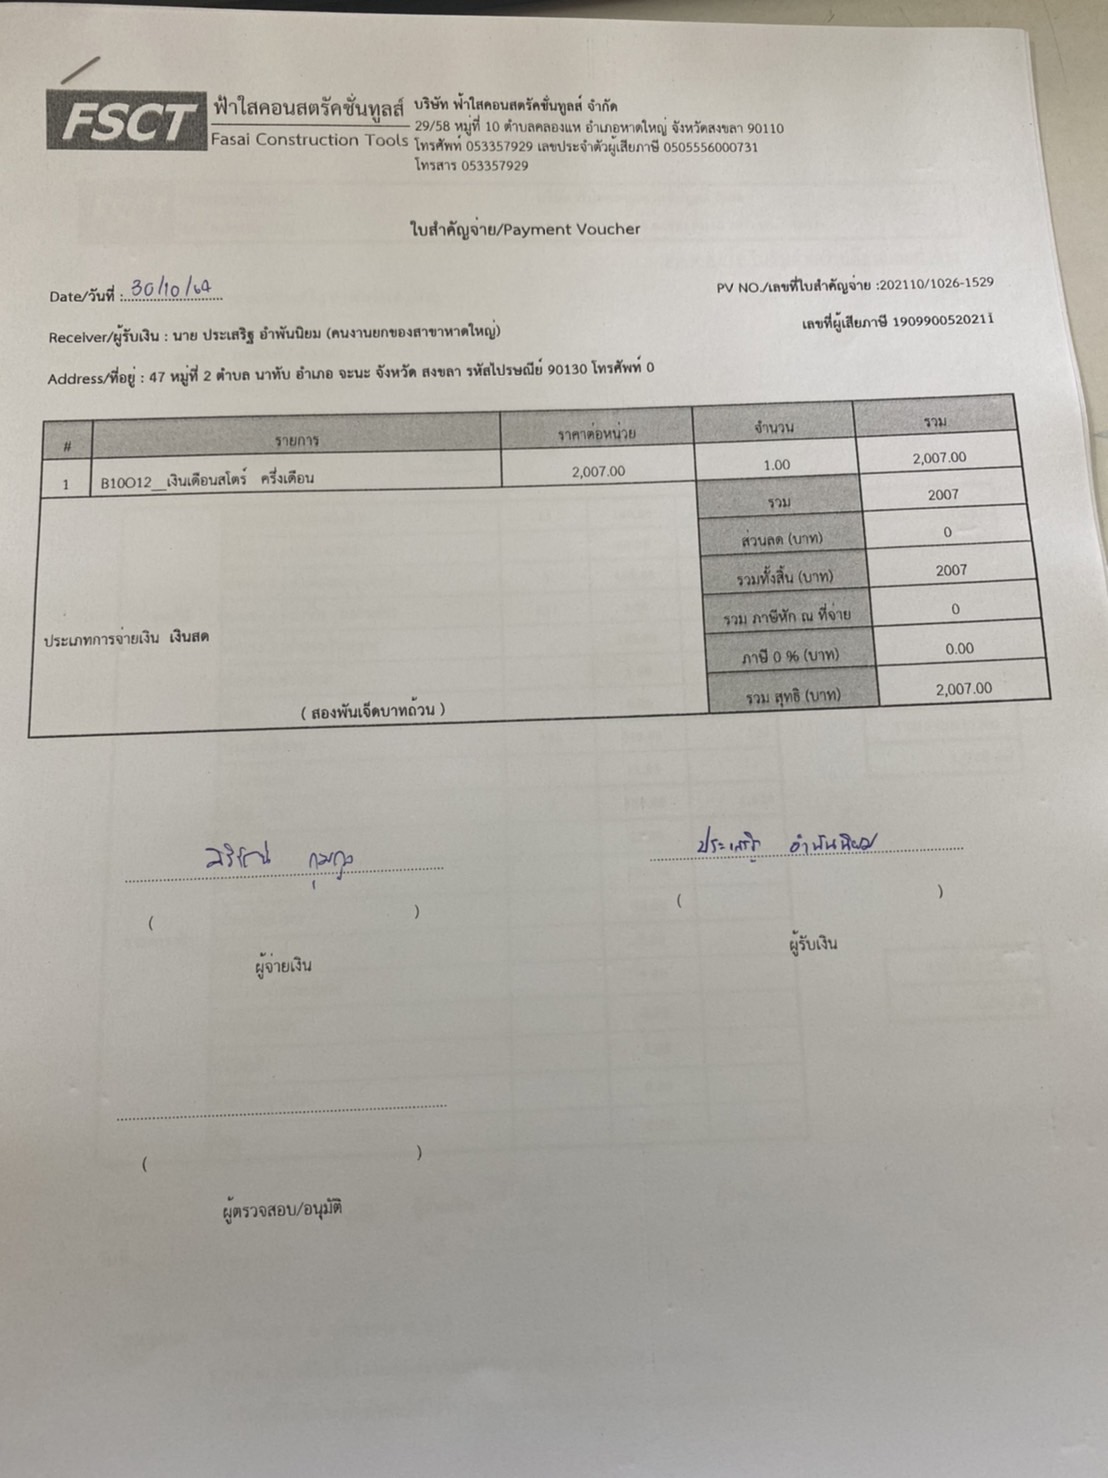 FSCT
ฟ้าใสคอนสตรัคชั่นทูลส์
Fasai Construction Tools
บริษัท ฟ้าใสคอนสตรัคชั่นทูลส์ จำกัด
29/58 หมู่ที่ 10 ตำบลคลองแห อำเภอหาดใหญ่ จังหวัดสงขลา 90110
โทรศัพท์ 053357929 เลขประจำตัวผู้เสียภาษี 0505556000731
โทรสาร 053357929
ใบสำคัญจ่าย/Payment Voucher
Date/วันที่ : 30/10/64
PV NO./เลขที่ใบสำคัญจ่าย :202110/1026-1529
Receiver/ผู้รับเงิน : นาย ประเสริฐ อำพันนิยม (คนงานยกของสาขาหาดใหญ่)
เลขที่ผู้เสียภาษี 1909900520211
Address/ที่อยู่ : 47 หมู่ที่ 2 ตำบล นาทับ อำเภอ จะนะ จังหวัด สงขลา รหัสไปรษณีย์ 90130 โทรศัพท์ 0
# รายการ ราคาต่อหน่วย จำนวน รวม
1 B10O12__เงินเดือนสโตร์ ครึ่งเดือน 2,007.00 1.00 2,007.00
รวม 2007
ส่วนลด (บาท) 0
รวมทั้งสิ้น (บาท) 2007
รวม ภาษีหัก ณ ที่จ่าย 0
ประเภทการจ่ายเงิน เงินสด
ภาษี 0 % (บาท) 0.00
รวม สุทธิ (บาท) 2,007.00
( สองพันเจ็ดบาทถ้วน )
ประเสริฐ อำพันนิยม
( )
( )
ผู้จ่ายเงิน
ผู้รับเงิน
( )
ผู้ตรวจสอบ/อนุมัติ